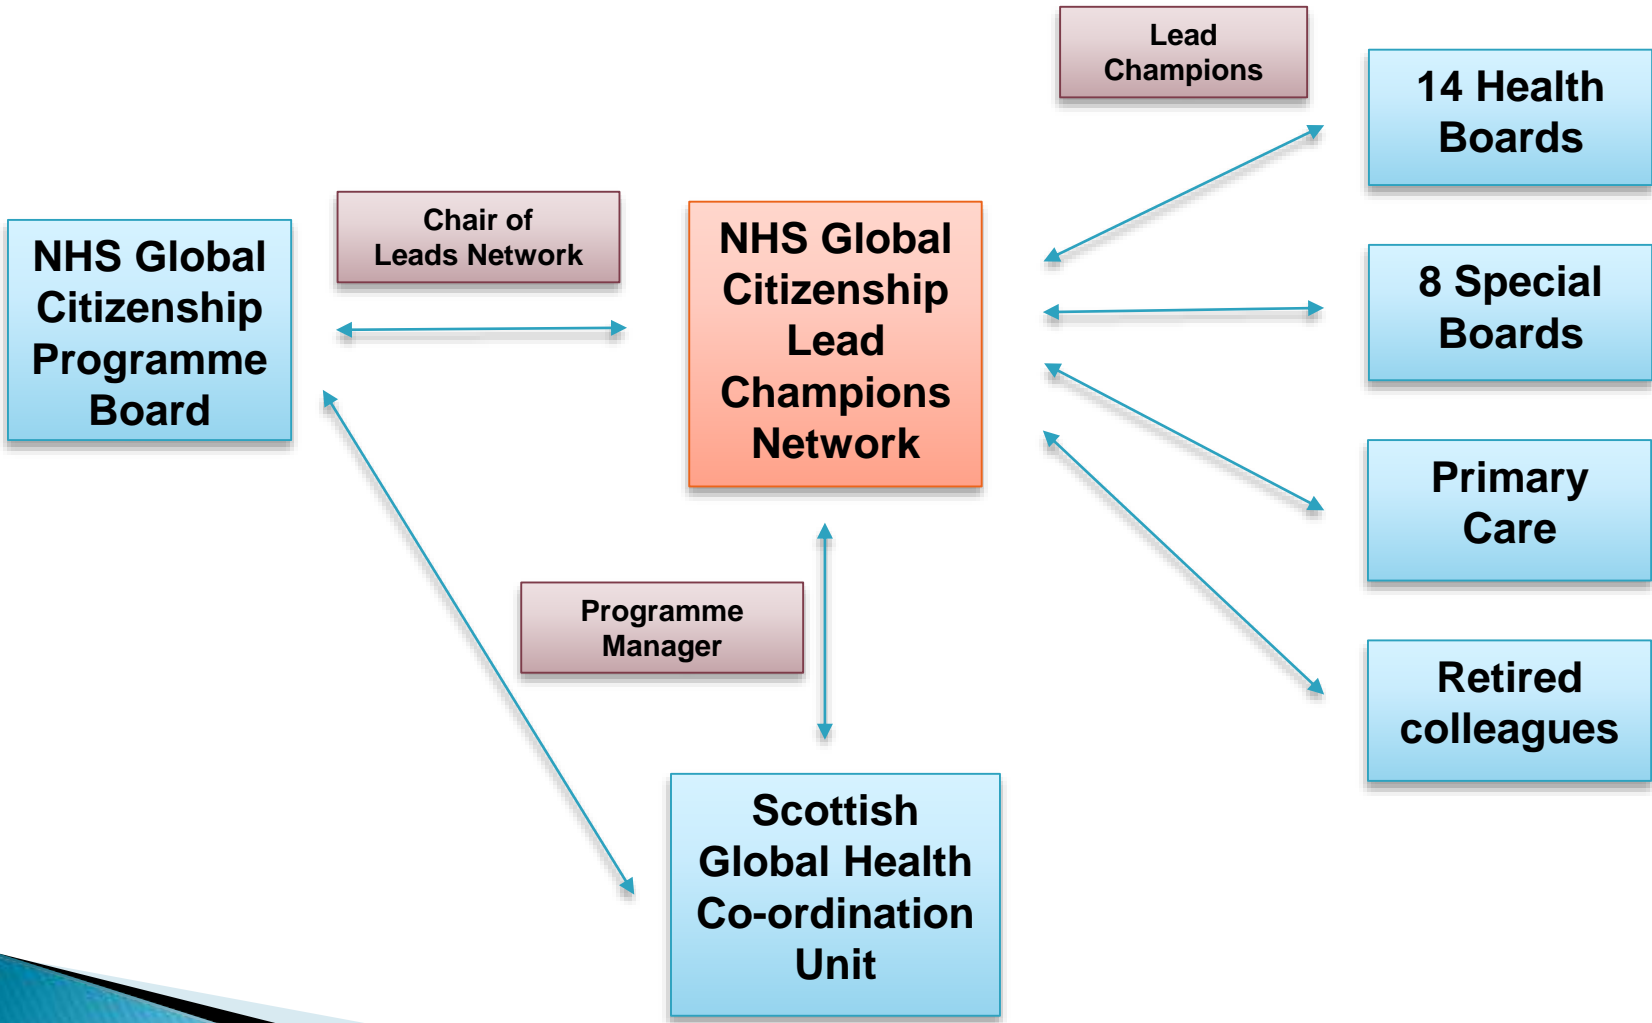 NHS Global
Citizenship
Programme
Board
Chair of
Leads Network
NHS Global
Citizenship
Lead
Champions
Network
Programme
Manager
Scottish
Global Health
Co-ordination
Unit
Lead
Champions
14 Health
Boards
8 Special
Boards
Primary
Care
Retired
colleagues